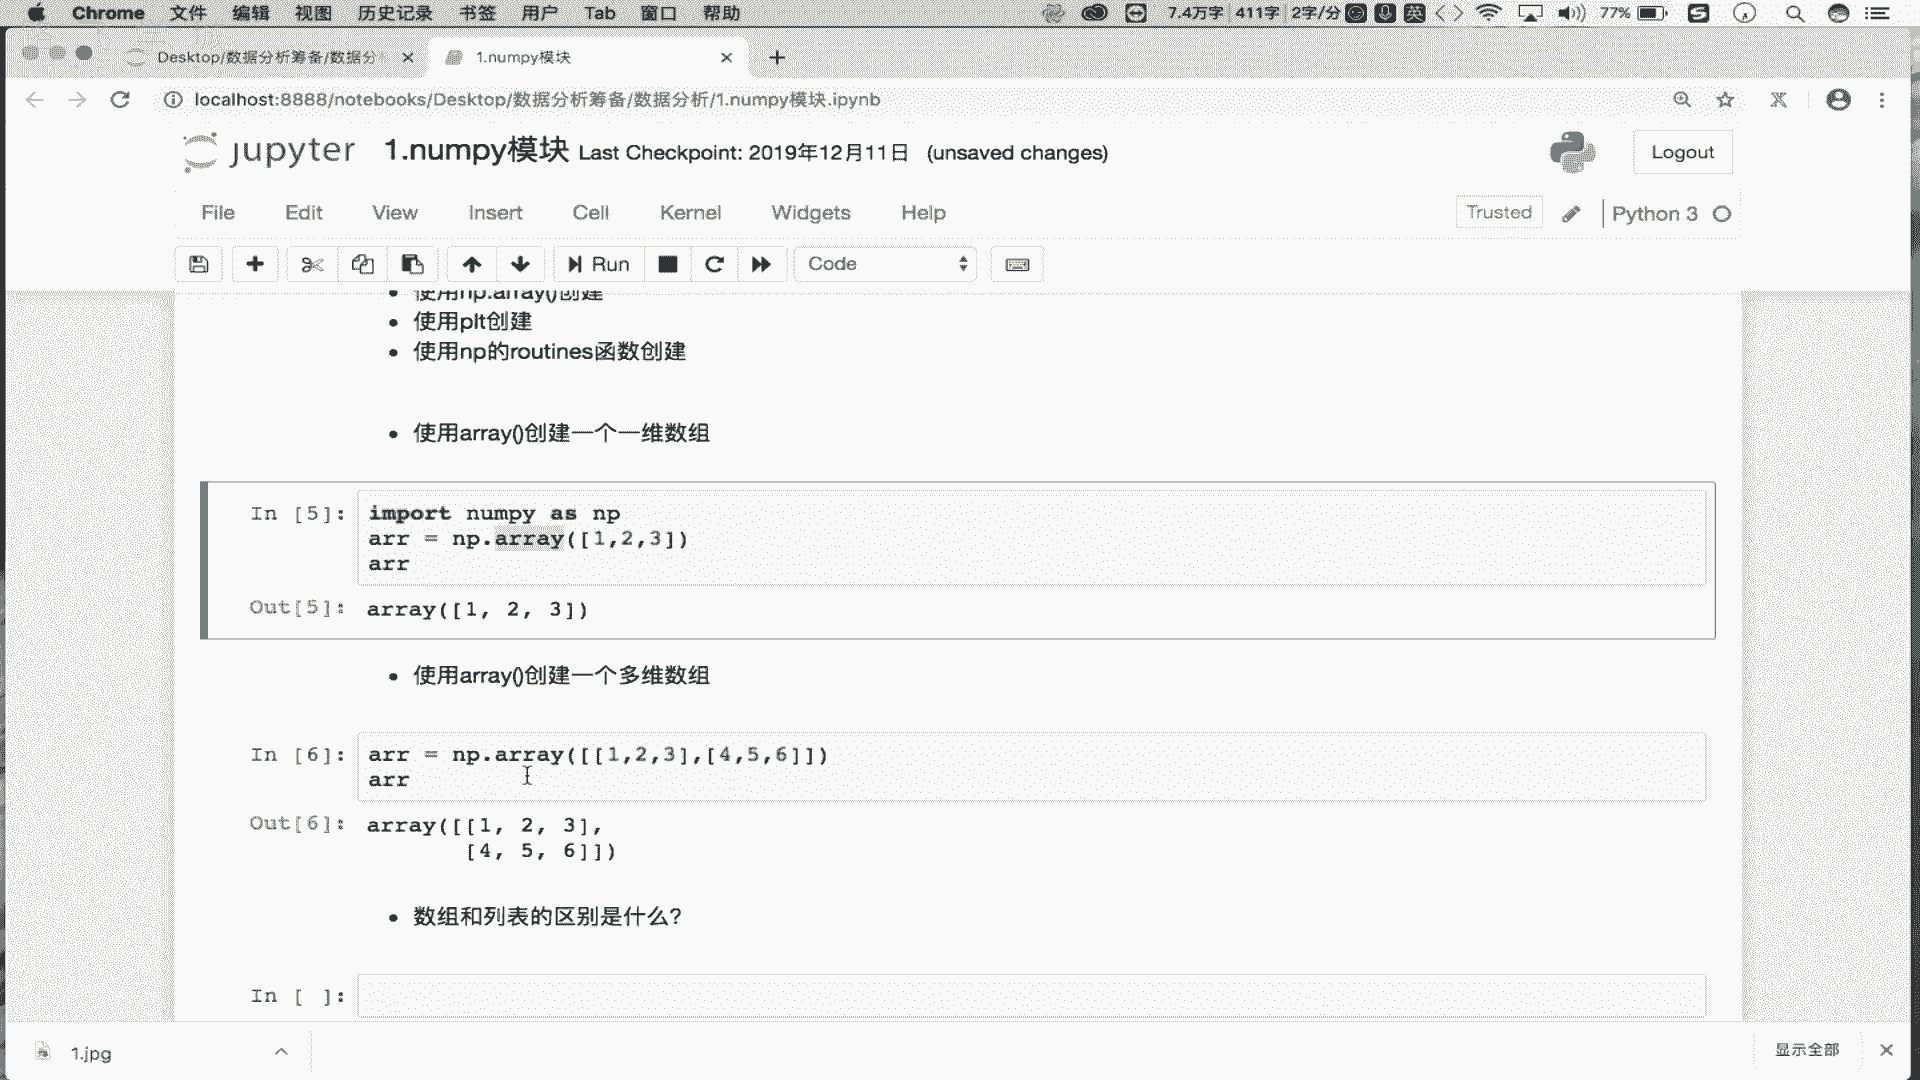 Chrome 文件 编辑 视图 历史记录 书签 用户 Tab 窗口 帮助 7.4万字 411字 2字/分 英 77%
Desktop/数据分析筹备/数据分 1.numpy模块
localhost:8888/notebooks/Desktop/数据分析筹备/数据分析/1.numpy模块.ipynb
jupyter 1.numpy模块 Last Checkpoint: 2019年12月11日 (unsaved changes) Logout
File Edit View Insert Cell Kernel Widgets Help Trusted Python 3
Run Code
使用np.array()创建
使用plt创建
使用np的routines函数创建
使用array()创建一个一维数组
In [5]: import numpy as np
arr = np.array([1,2,3])
arr
Out[5]: array([1, 2, 3])
使用array()创建一个多维数组
In [6]: arr = np.array([[1,2,3],[4,5,6]])
arr
Out[6]: array([[1, 2, 3],
[4, 5, 6]])
数组和列表的区别是什么?
In [ ]:
1.jpg 显示全部